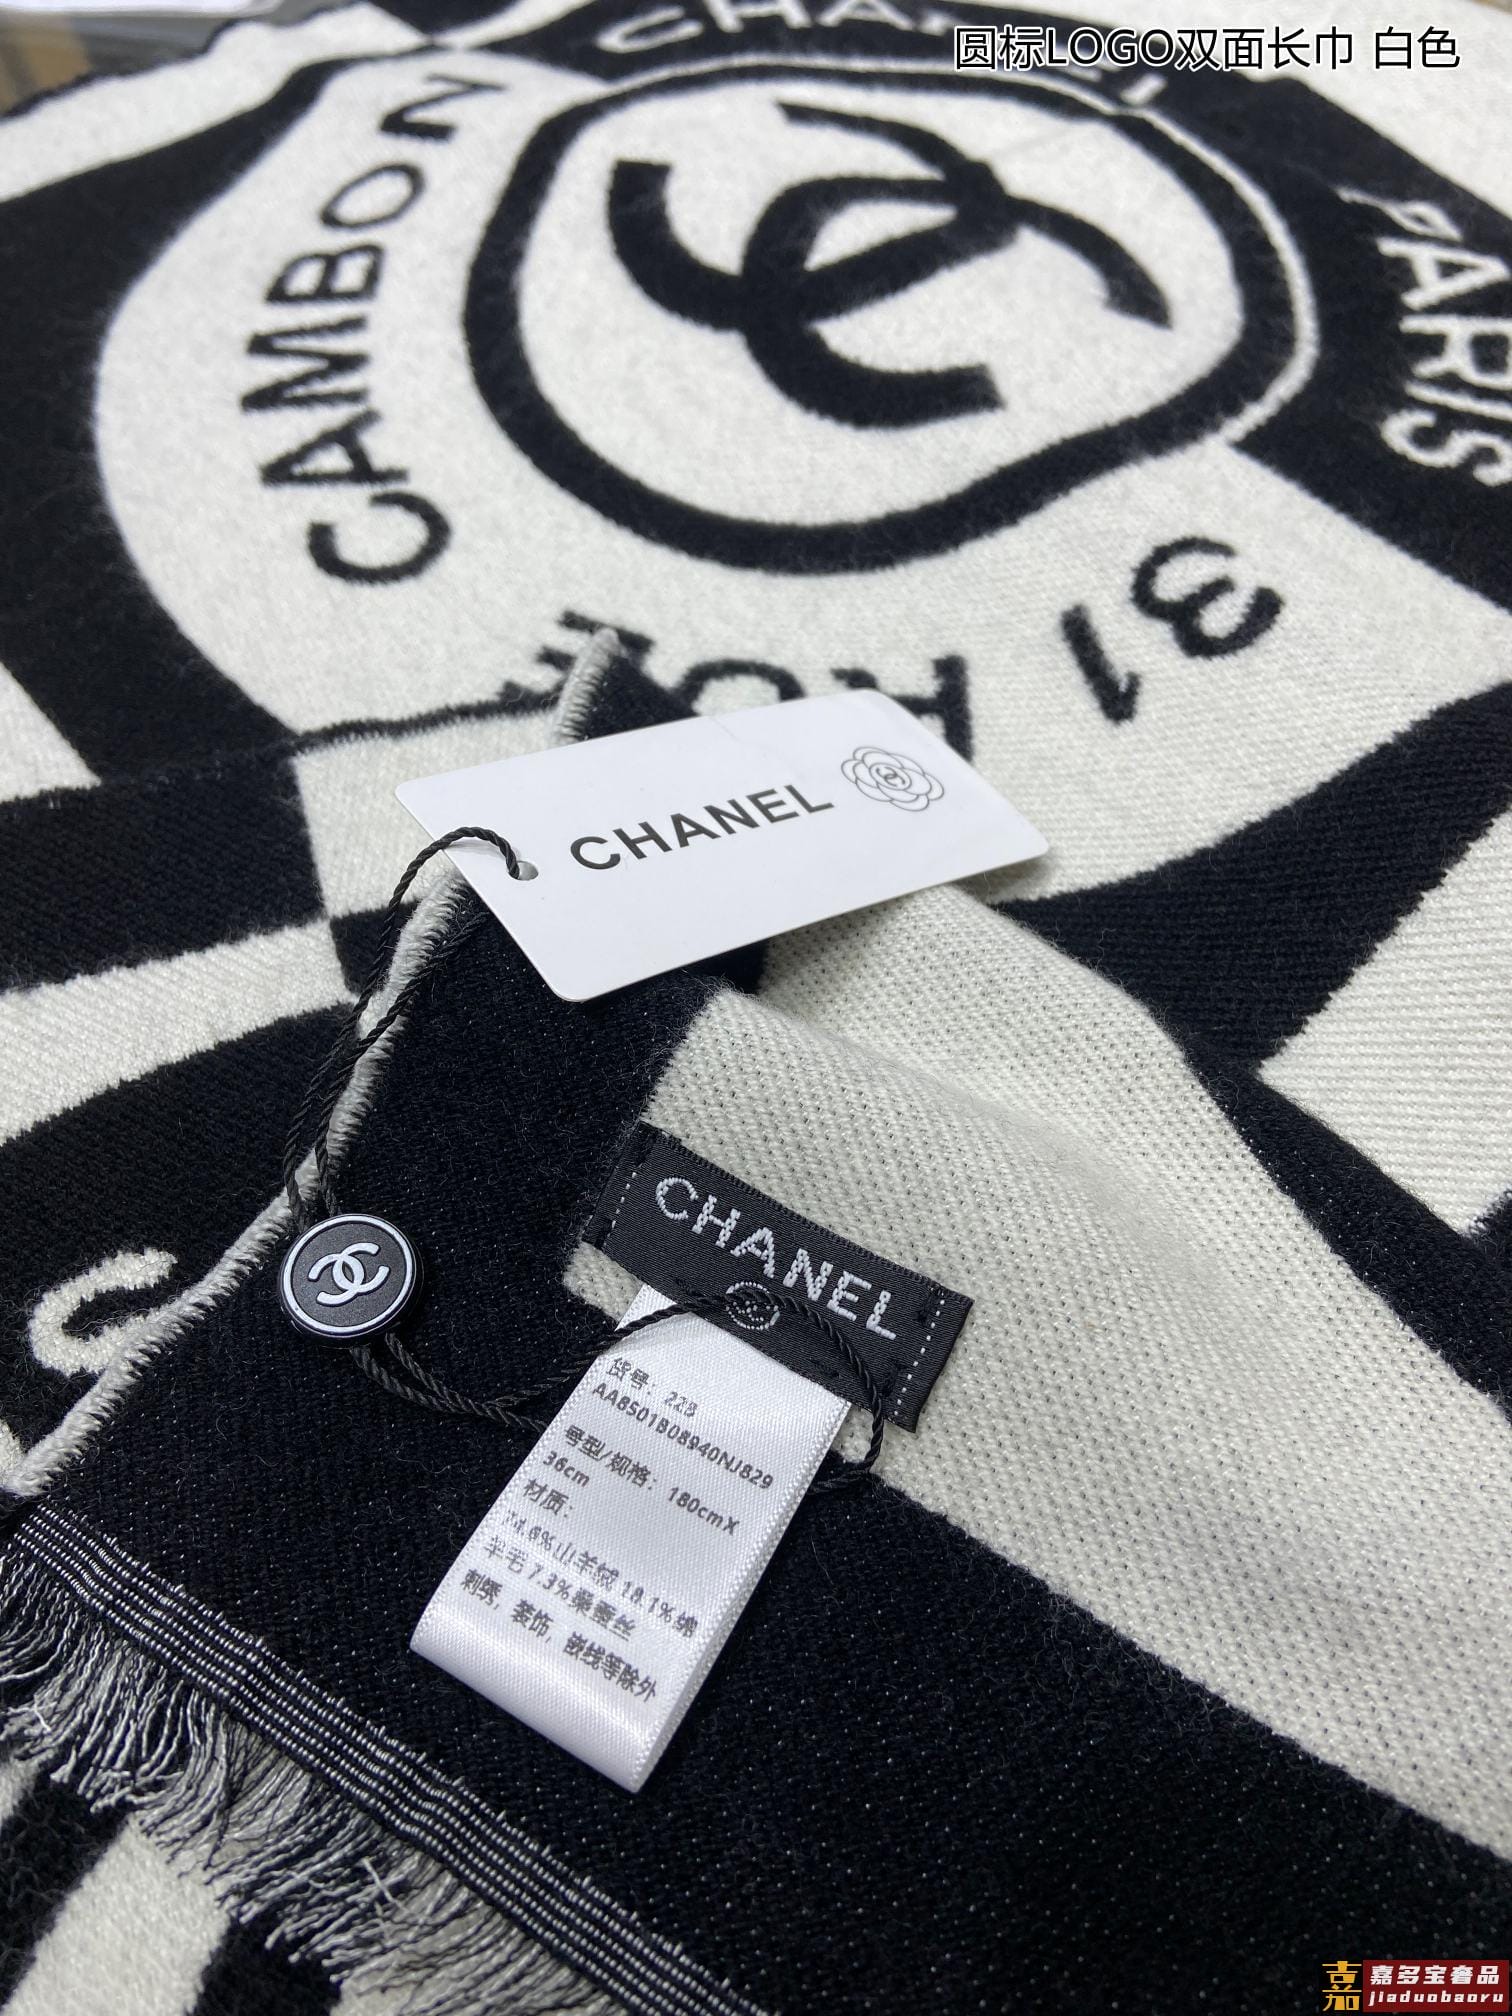 圆标LOGO双面长巾 白色
CHANEL
PARIS
CAMBON
31
CHANEL
CHANEL
货号：22B
AA8501B08940NJ829
号型/规格：180cmX
36cm
材质：
74.6%山羊绒 18.1%绵
羊毛 7.3%桑蚕丝
刺绣，装饰，嵌线等除外
嘉多宝奢品
jiaduobaoru